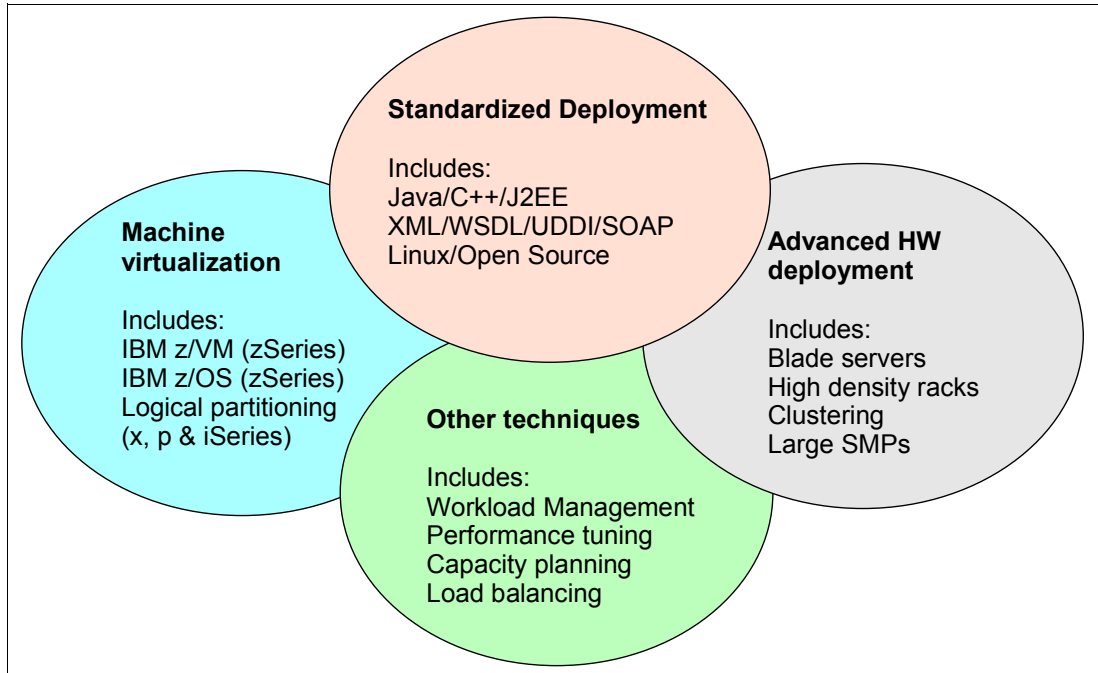 Standardized Deployment
Includes:
Java/C++/J2EE
XML/WSDL/UDDI/SOAP
Linux/Open Source
Machine
virtualization
Includes:
IBM z/VM (zSeries)
IBM z/OS (zSeries)
Logical partitioning
(x, p & iSeries)
Advanced HW
deployment
Includes:
Blade servers
High density racks
Clustering
Large SMPs
Other techniques
Includes:
Workload Management
Performance tuning
Capacity planning
Load balancing